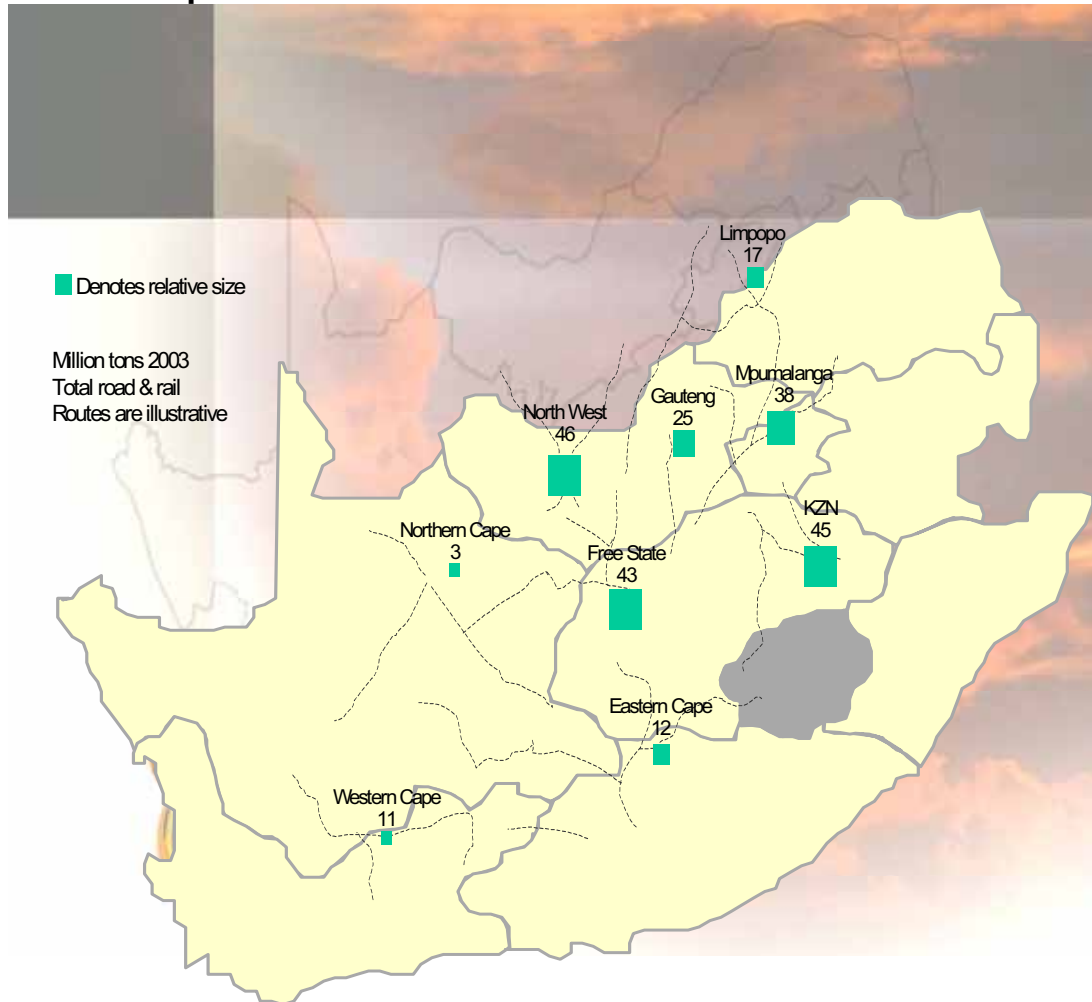 Limpopo
17
Denotes relative size
Million tons 2003
Total road & rail
Routes are illustrative
Mpumalanga
38
Gauteng
25
North West
46
KZN
45
Northern Cape
3
Free State
43
Eastern Cape
12
Western Cape
11